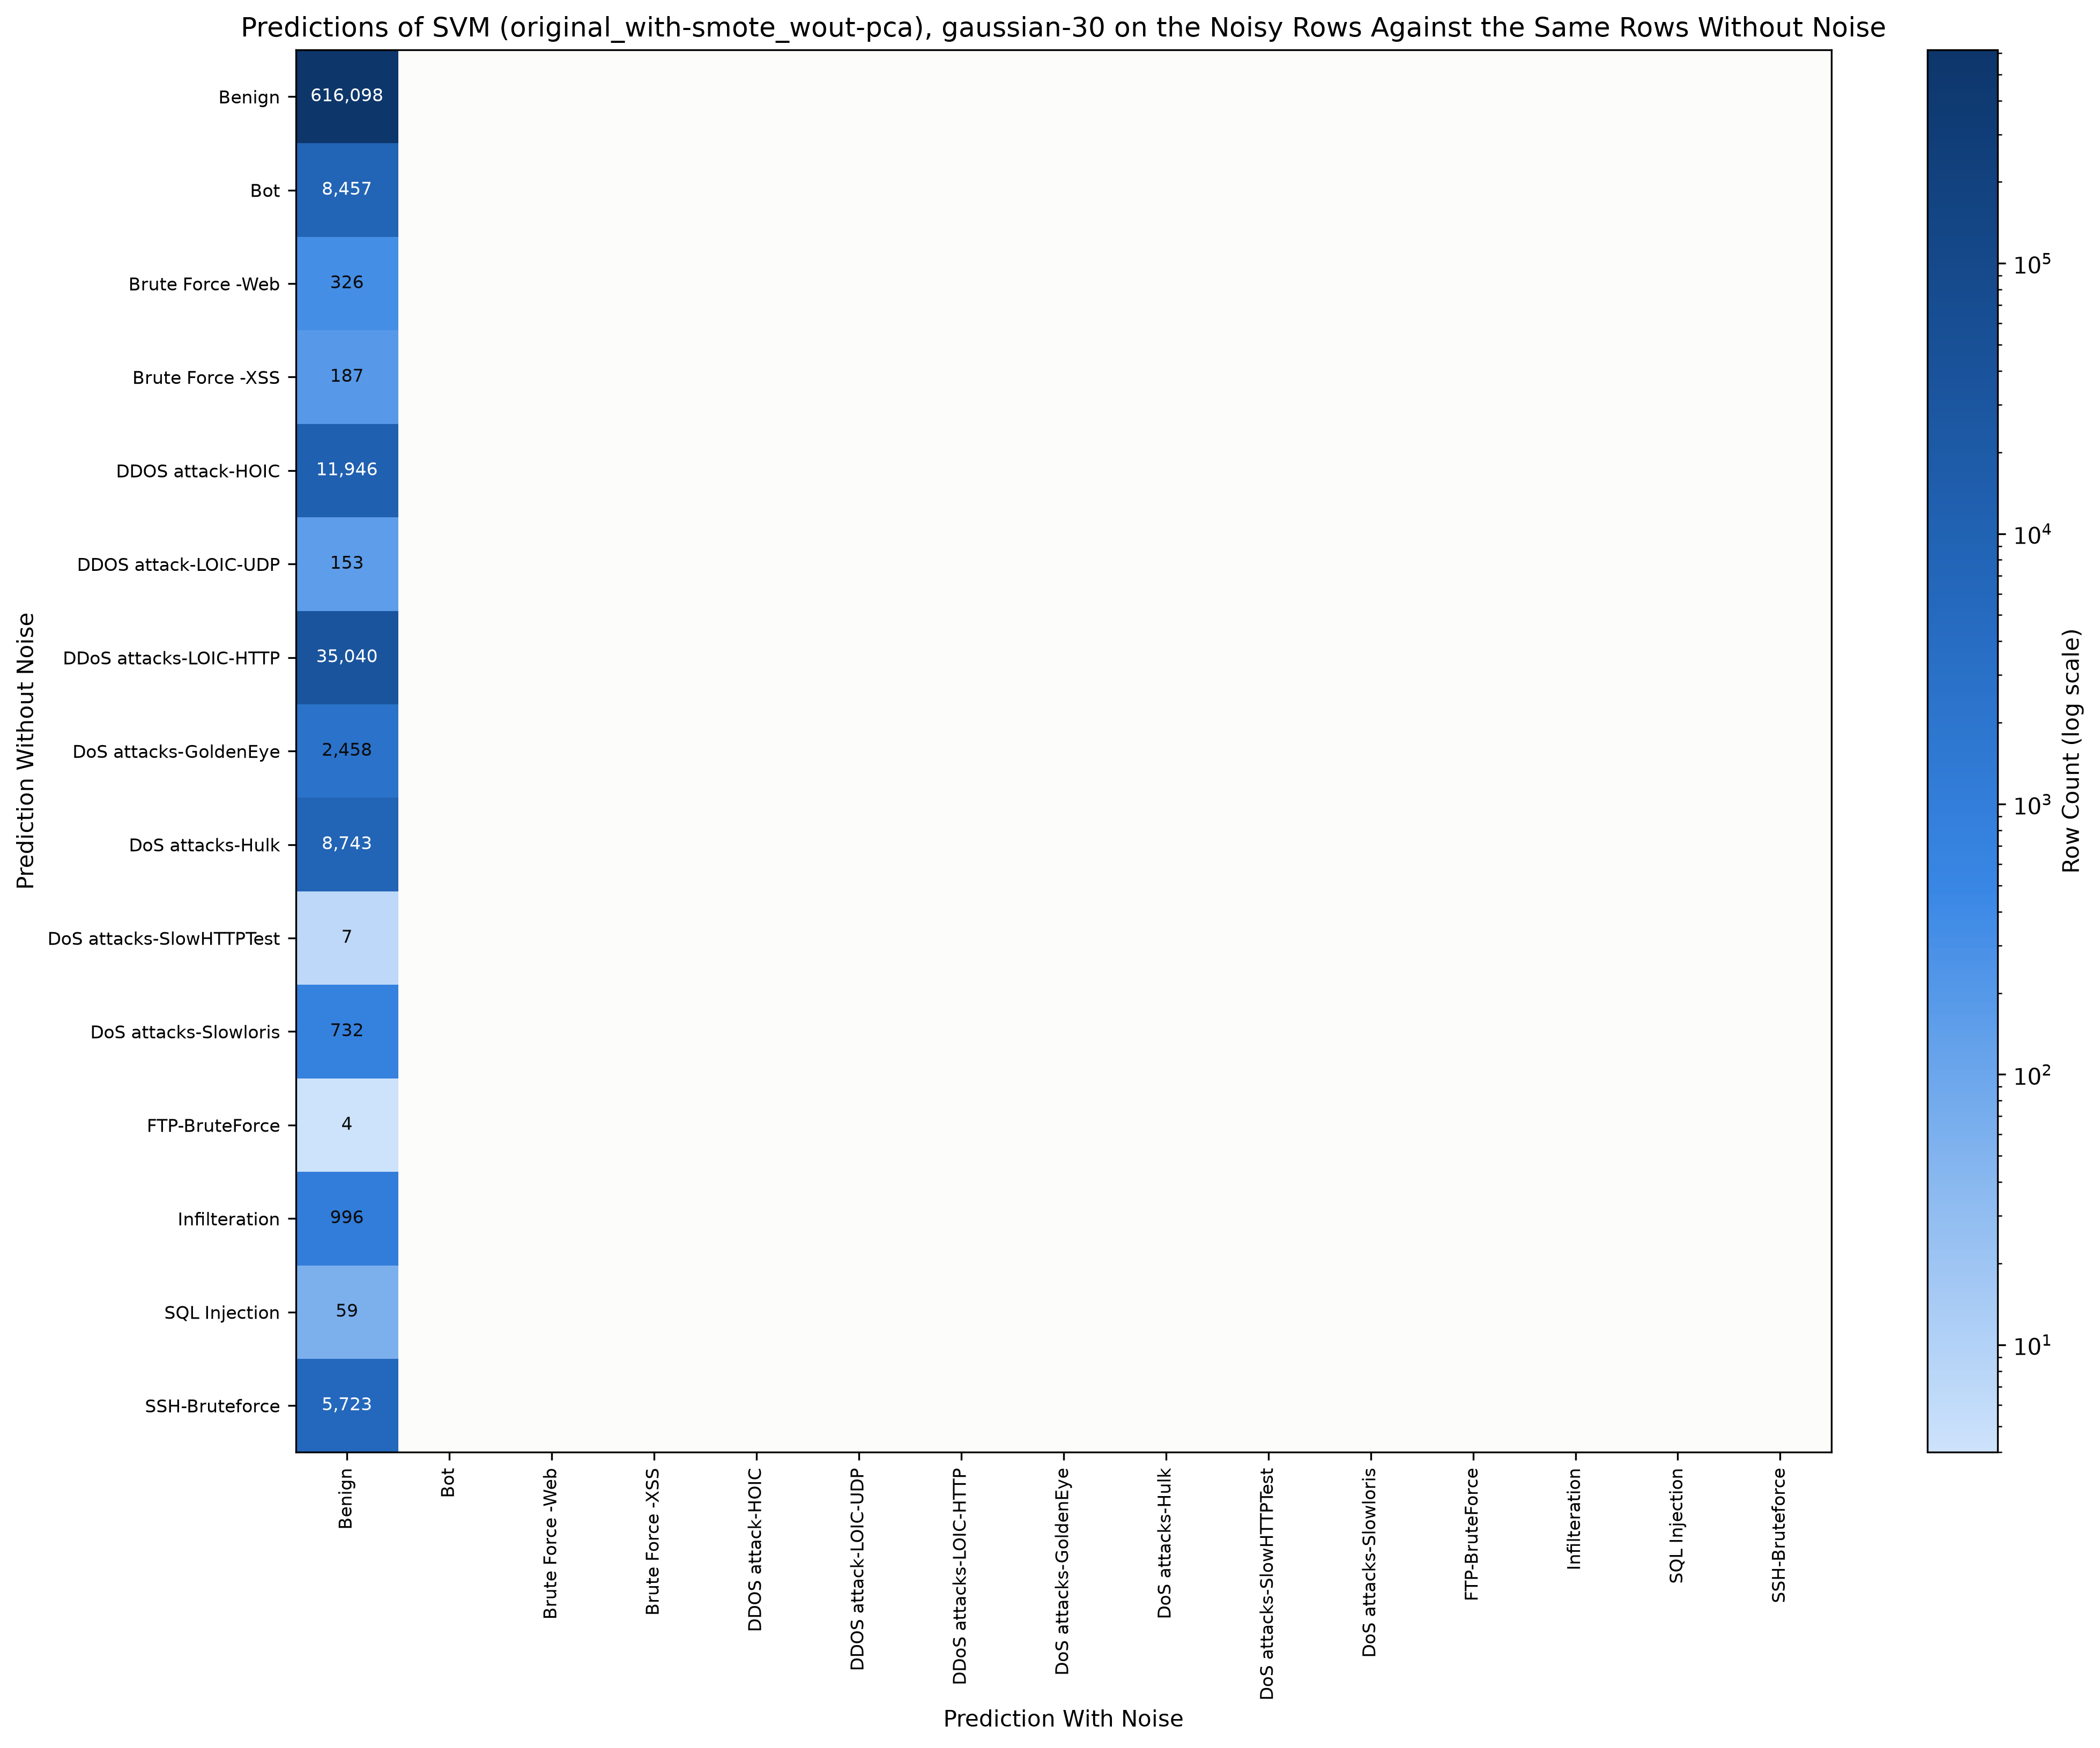 Predictions of SVM (original_with-smote_wout-pca), gaussian-30 on the Noisy Rows Against the Same Rows Without Noise
Prediction Without Noise
Benign 616,098
Bot 8,457
Brute Force -Web 326
Brute Force -XSS 187
DDOS attack-HOIC 11,946
DDOS attack-LOIC-UDP 153
DDoS attacks-LOIC-HTTP 35,040
DoS attacks-GoldenEye 2,458
DoS attacks-Hulk 8,743
DoS attacks-SlowHTTPTest 7
DoS attacks-Slowloris 732
FTP-BruteForce 4
Infilteration 996
SQL Injection 59
SSH-Bruteforce 5,723
Benign
Bot
Brute Force -Web
Brute Force -XSS
DDOS attack-HOIC
DDOS attack-LOIC-UDP
DDoS attacks-LOIC-HTTP
DoS attacks-GoldenEye
DoS attacks-Hulk
DoS attacks-SlowHTTPTest
DoS attacks-Slowloris
FTP-BruteForce
Infilteration
SQL Injection
SSH-Bruteforce
Prediction With Noise
10⁵
10⁴
10³
10²
10¹
Row Count (log scale)